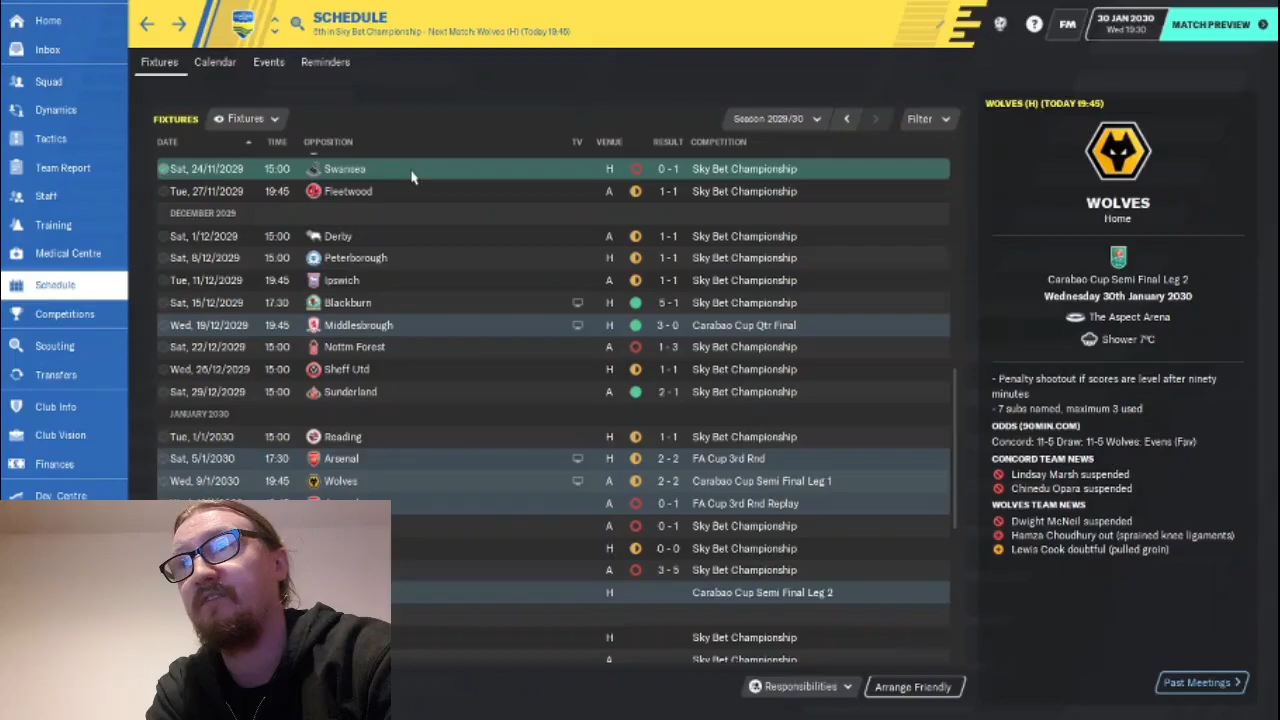 Home
Inbox
Squad
Dynamics
Tactics
Team Report
Staff
Training
Medical Centre
Schedule
Competitions
Scouting
Transfers
Club Info
Club Vision
Finances
Dev. Centre
SCHEDULE
6th in Sky Bet Championship - Next Match: Wolves (H) (Today 19:45)
? FM 30 JAN 2030 Wed 19:30 MATCH PREVIEW
Fixtures Calendar Events Reminders
FIXTURES Fixtures Season 2029/30 Filter
DATE TIME OPPOSITION TV VENUE RESULT COMPETITION
Sat, 24/11/2029 15:00 Swansea H 0 - 1 Sky Bet Championship
Tue, 27/11/2029 19:45 Fleetwood A 1 - 1 Sky Bet Championship
DECEMBER 2029
Sat, 1/12/2029 15:00 Derby A 1 - 1 Sky Bet Championship
Sat, 8/12/2029 15:00 Peterborough H 1 - 1 Sky Bet Championship
Tue, 11/12/2029 19:45 Ipswich A 1 - 1 Sky Bet Championship
Sat, 15/12/2029 17:30 Blackburn H 5 - 1 Sky Bet Championship
Wed, 19/12/2029 19:45 Middlesbrough H 3 - 0 Carabao Cup Qtr Final
Sat, 22/12/2029 15:00 Nottm Forest A 1 - 3 Sky Bet Championship
Wed, 26/12/2029 15:00 Sheff Utd H 1 - 1 Sky Bet Championship
Sat, 29/12/2029 15:00 Sunderland A 2 - 1 Sky Bet Championship
JANUARY 2030
Tue, 1/1/2030 15:00 Reading H 1 - 1 Sky Bet Championship
Sat, 5/1/2030 17:30 Arsenal H 2 - 2 FA Cup 3rd Rnd
Wed, 9/1/2030 19:45 Wolves A 2 - 2 Carabao Cup Semi Final Leg 1
A 0 - 1 FA Cup 3rd Rnd Replay
A 0 - 1 Sky Bet Championship
H 0 - 0 Sky Bet Championship
A 3 - 5 Sky Bet Championship
H Carabao Cup Semi Final Leg 2
H Sky Bet Championship
A Sky Bet Championship
Responsibilities Arrange Friendly
WOLVES (H) (TODAY 19:45)
WOLVES
Home
Carabao Cup Semi Final Leg 2
Wednesday 30th January 2030
The Aspect Arena
Shower 7°C
- Penalty shootout if scores are level after ninety
minutes
- 7 subs named, maximum 3 used
ODDS (90MIN.COM)
Concord: 11-5 Draw: 11-5 Wolves: Evens (Fav)
CONCORD TEAM NEWS
Lindsay Marsh suspended
Chinedu Opara suspended
WOLVES TEAM NEWS
Dwight McNeil suspended
Hamza Choudhury out (sprained knee ligaments)
Lewis Cook doubtful (pulled groin)
Past Meetings >